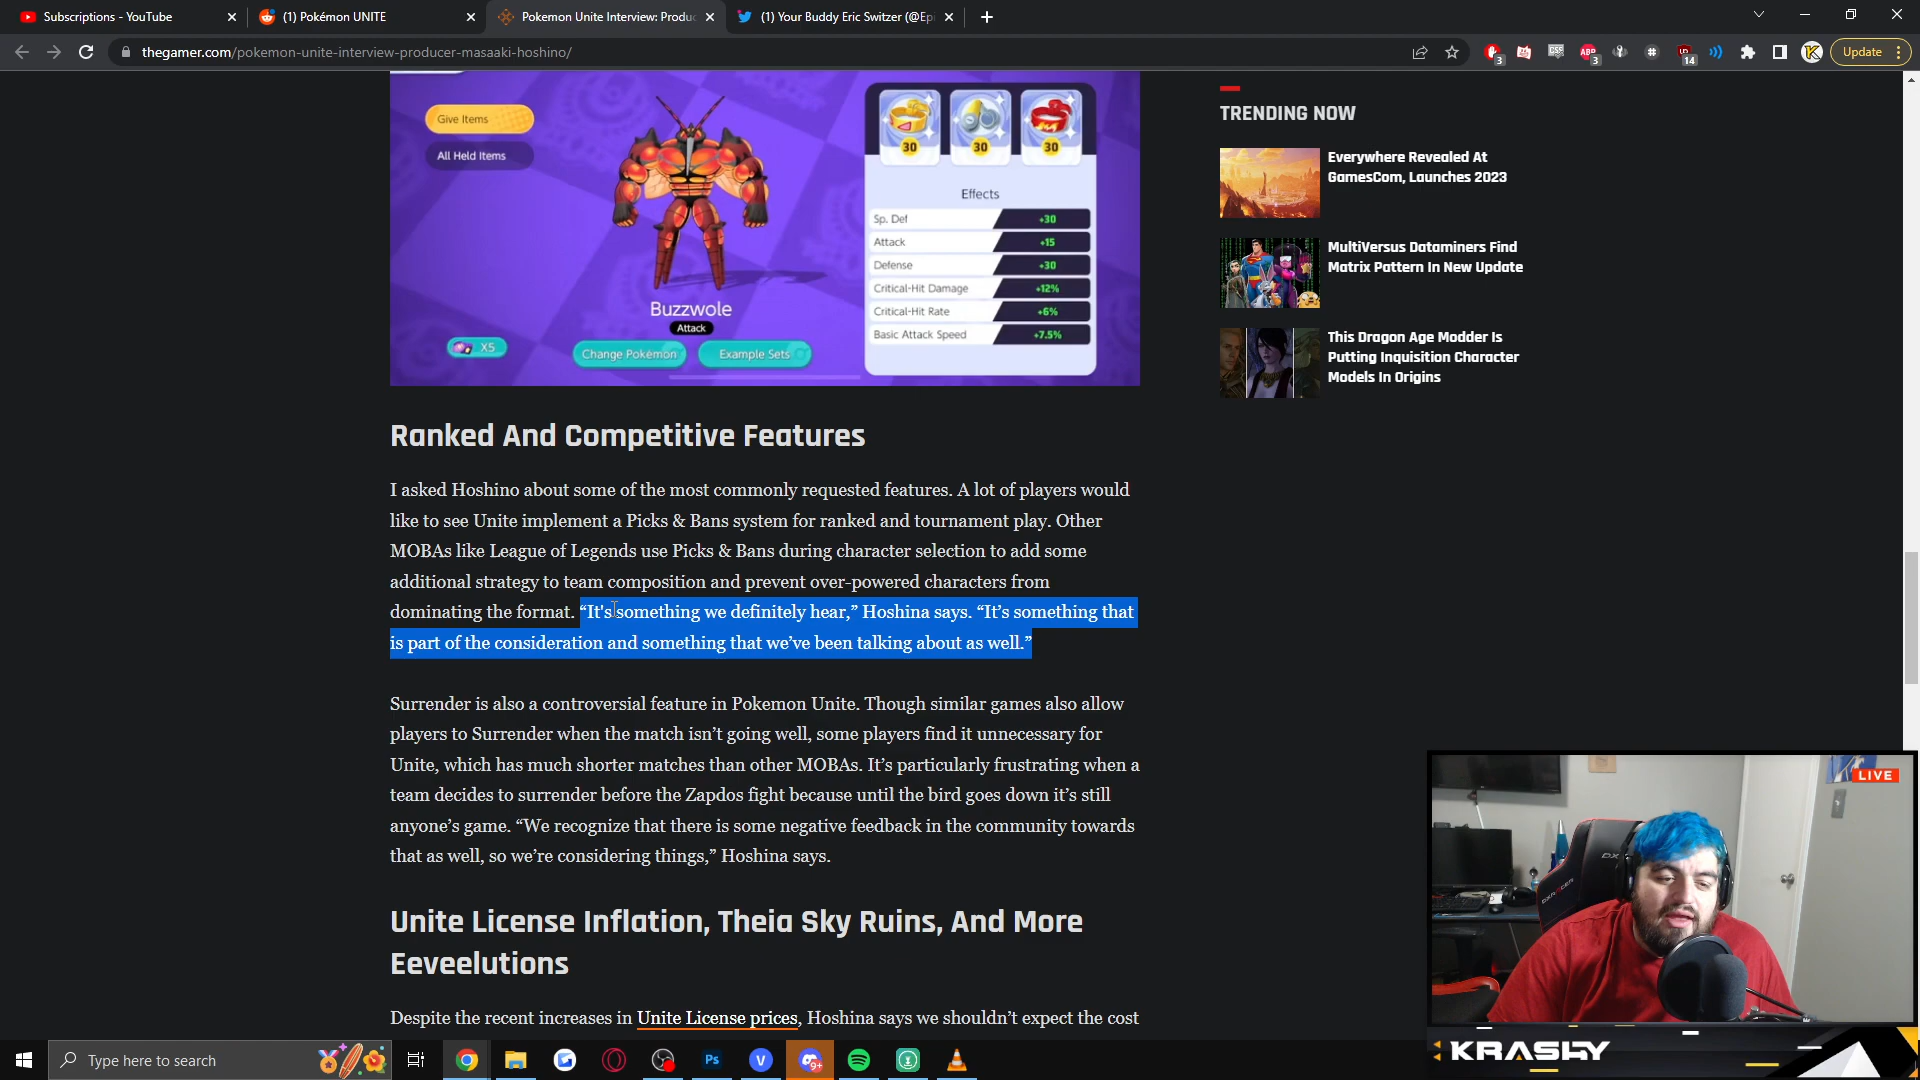 Subscriptions - YouTube
(1) Pokémon UNITE
Pokemon Unite Interview: Produc
(1) Your Buddy Eric Switzer (@Epi
thegamer.com/pokemon-unite-interview-producer-masaaki-hoshino/
3
3
14
Update
Give Items
All Held Items
30
30
30
Effects
Sp. Def +30
Attack +15
Defense +30
Critical-Hit Damage +12%
Critical-Hit Rate +6%
Basic Attack Speed +7.5%
Buzzwole
Attack
X5
Change Pokémon
Example Sets
TRENDING NOW
Everywhere Revealed At
GamesCom, Launches 2023
MultiVersus Dataminers Find
Matrix Pattern In New Update
This Dragon Age Modder Is
Putting Inquisition Character
Models In Origins
Ranked And Competitive Features
I asked Hoshino about some of the most commonly requested features. A lot of players would
like to see Unite implement a Picks & Bans system for ranked and tournament play. Other
MOBAs like League of Legends use Picks & Bans during character selection to add some
additional strategy to team composition and prevent over-powered characters from
dominating the format. “It's something we definitely hear,” Hoshina says. “It’s something that
is part of the consideration and something that we’ve been talking about as well.”
Surrender is also a controversial feature in Pokemon Unite. Though similar games also allow
players to Surrender when the match isn’t going well, some players find it unnecessary for
Unite, which has much shorter matches than other MOBAs. It’s particularly frustrating when a
team decides to surrender before the Zapdos fight because until the bird goes down it’s still
anyone’s game. “We recognize that there is some negative feedback in the community towards
that as well, so we’re considering things,” Hoshina says.
Unite License Inflation, Theia Sky Ruins, And More
Eeveelutions
Despite the recent increases in Unite License prices, Hoshina says we shouldn’t expect the cost
LIVE
KRASHY
Type here to search
Ps
V
9+